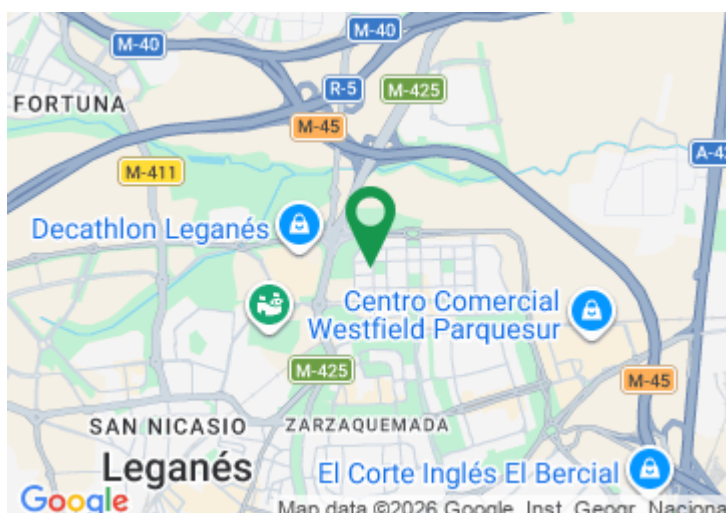 M-40
M-40
R-5
M-425
FORTUNA
M-45
M-411
Decathlon Leganés
Centro Comercial
Westfield Parquesur
M-425
M-45
SAN NICASIO
ZARZAQUEMADA
Leganés
El Corte Inglés El Bercial
Google
Map data ©2026 Google, Inst. Geogr. Naciona